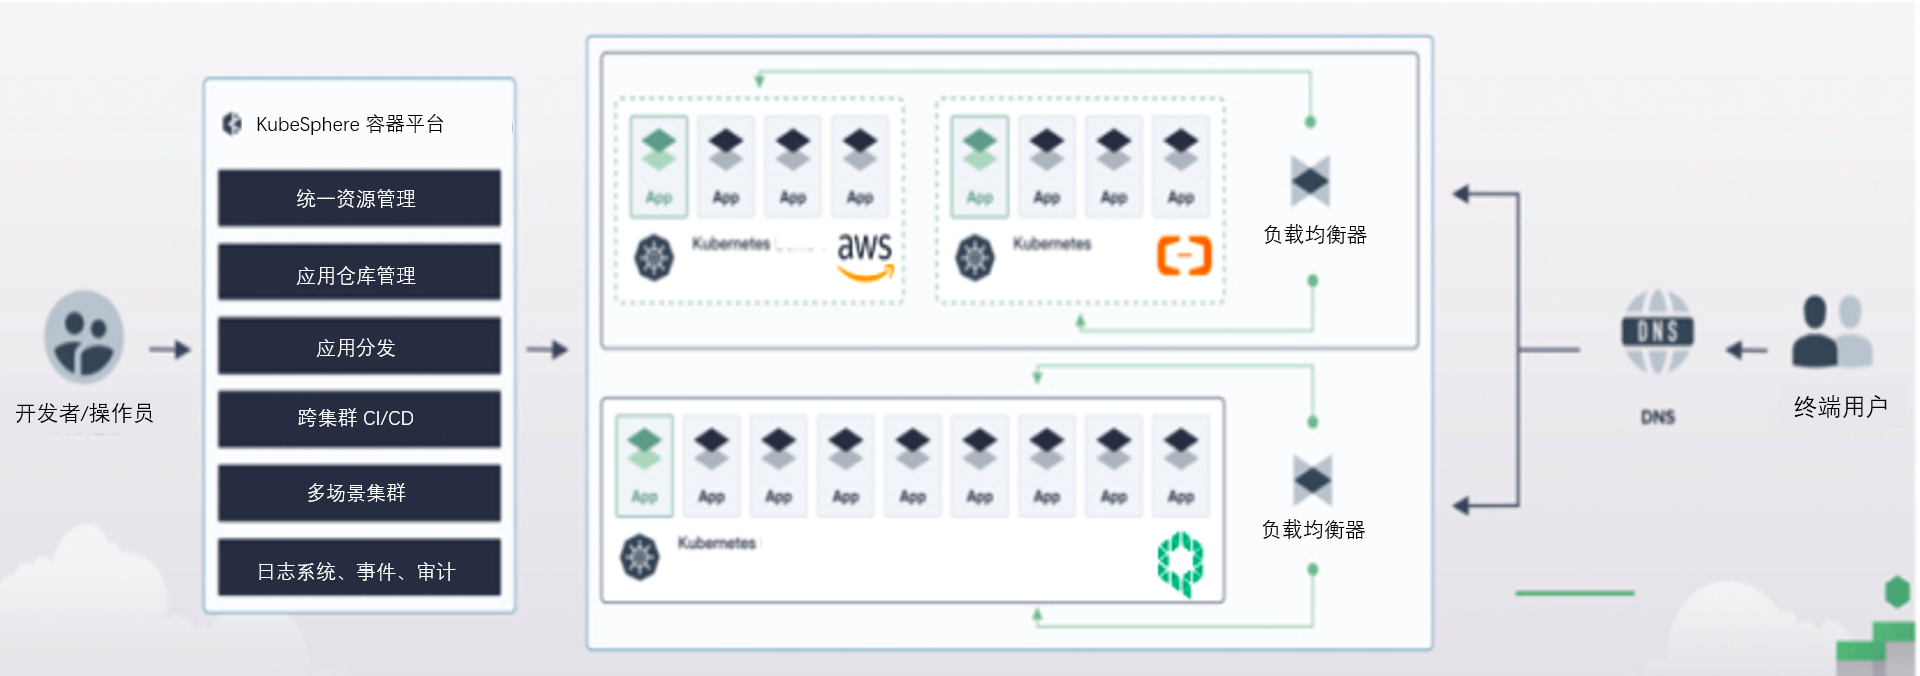 KubeSphere 容器平台
统一资源管理
应用仓库管理
应用分发
跨集群 CI/CD
多场景集群
日志系统、事件、审计
开发者/操作员
App
App
App
App
Kubernetes
aws
App
App
App
App
Kubernetes
负载均衡器
App
App
App
App
App
App
App
App
App
Kubernetes
负载均衡器
DNS
DNS
终端用户